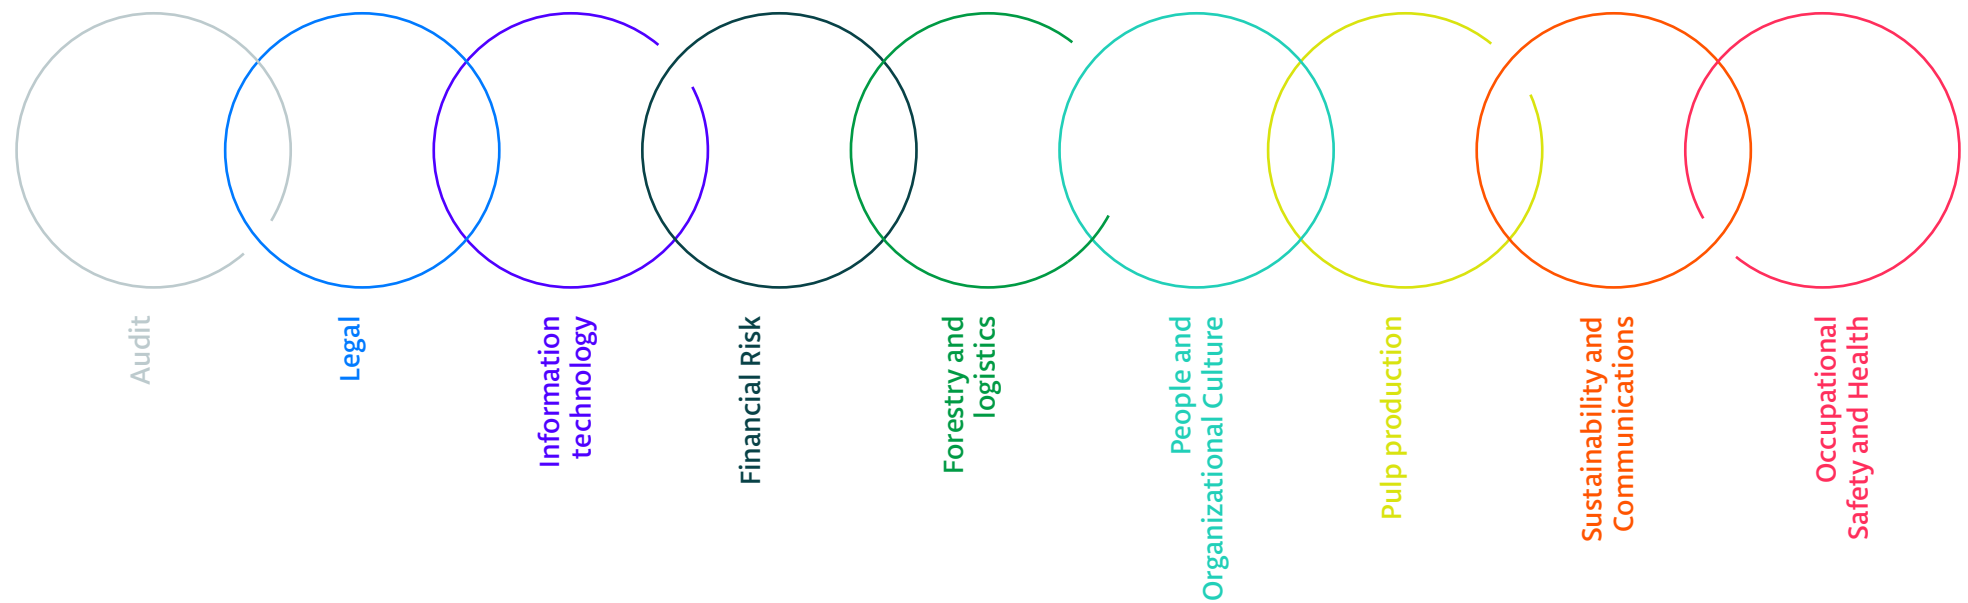 Audit
Legal
Information
technology
Financial Risk
Forestry and
logistics
People and
Organizational Culture
Pulp production
Sustainability and
Communications
Occupational
Safety and Health